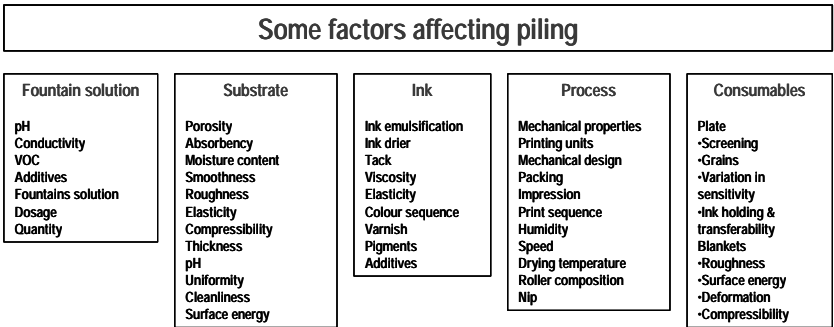 Some factors affecting piling
Fountain solution
pH
Conductivity
VOC
Additives
Fountains solution
Dosage
Quantity
Substrate
Porosity
Absorbency
Moisture content
Smoothness
Roughness
Elasticity
Compressibility
Thickness
pH
Uniformity
Cleanliness
Surface energy
Ink
Ink emulsification
Ink drier
Tack
Viscosity
Elasticity
Colour sequence
Varnish
Pigments
Additives
Process
Mechanical properties
Printing units
Mechanical design
Packing
Impression
Print sequence
Humidity
Speed
Drying temperature
Roller composition
Nip
Consumables
Plate
•Screening
•Grains
•Variation in
sensitivity
•Ink holding &
transferability
Blankets
•Roughness
•Surface energy
•Deformation
•Compressibility